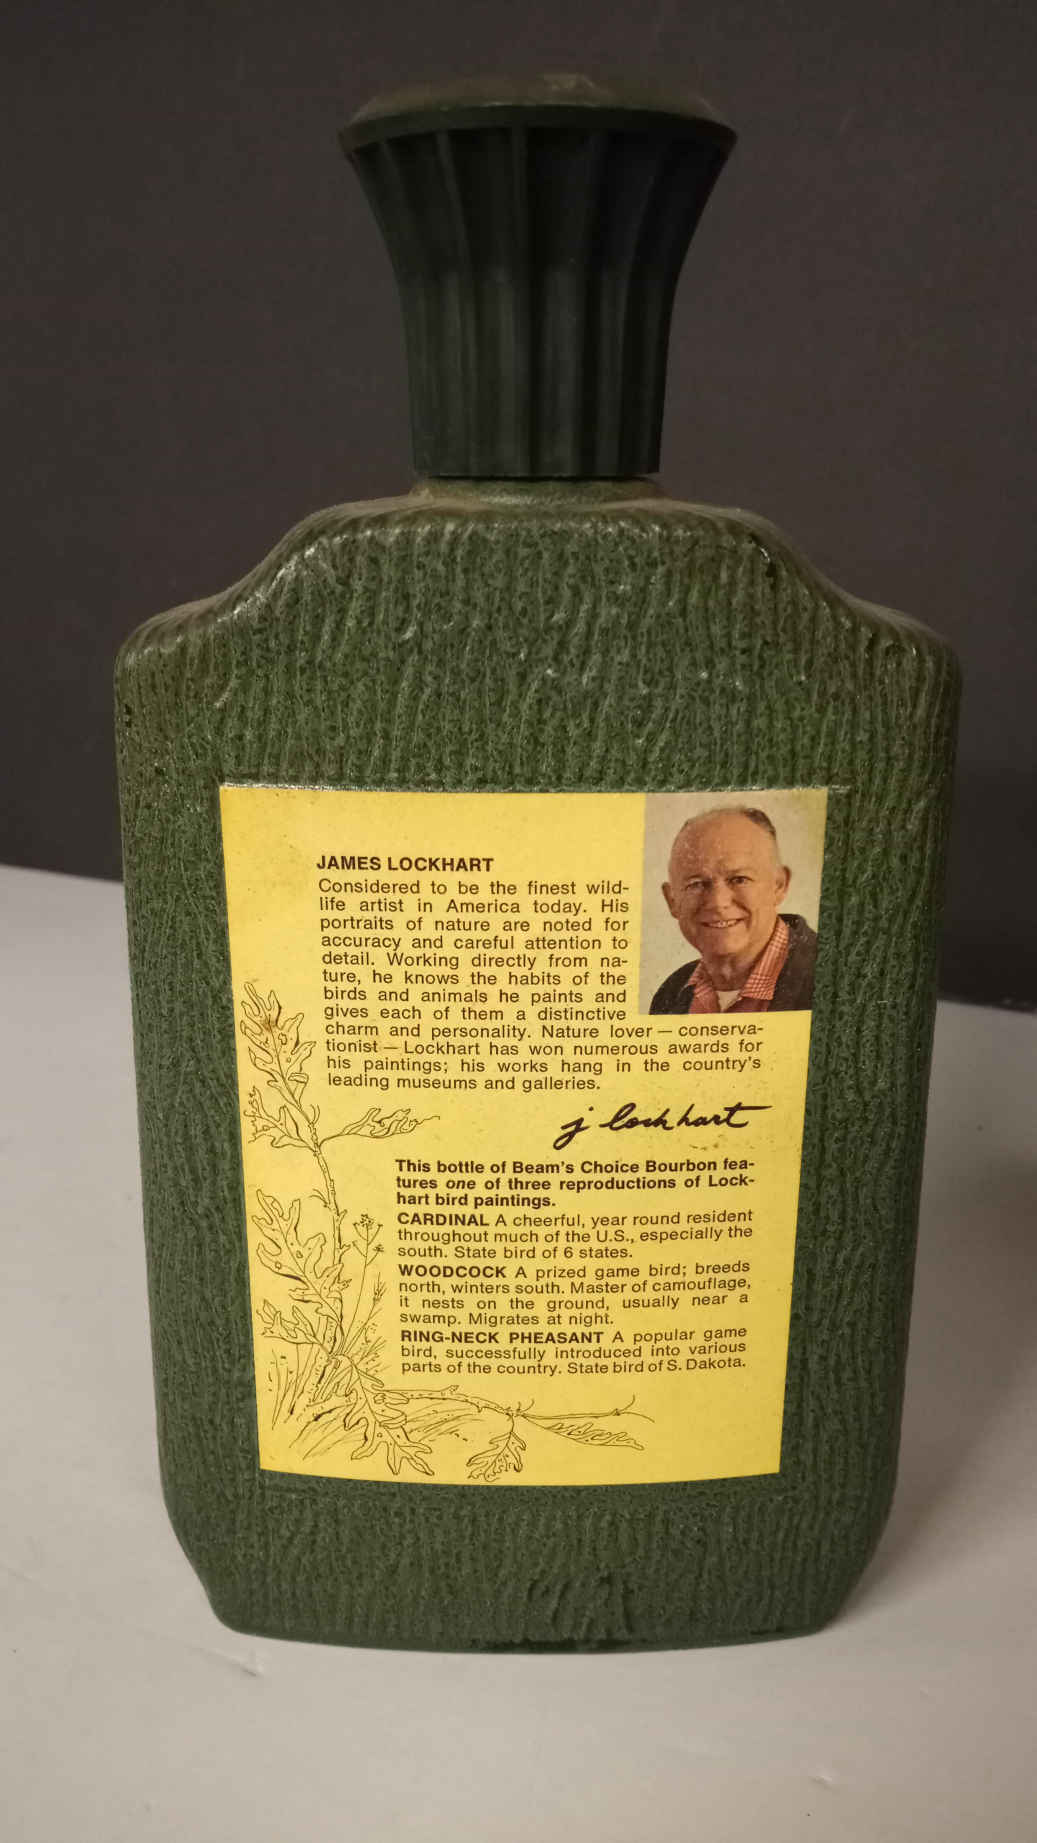 JAMES LOCKHART
Considered to be the finest wild-
life artist in America today. His
portraits of nature are noted for
accuracy and careful attention to
detail. Working directly from na-
ture, he knows the habits of the
birds and animals he paints and
gives each of them a distinctive
charm and personality. Nature lover — conserva-
tionist — Lockhart has won numerous awards for
his paintings; his works hang in the country's
leading museums and galleries.
j lockhart
This bottle of Beam's Choice Bourbon fea-
tures one of three reproductions of Lock-
hart bird paintings.
CARDINAL A cheerful, year round resident
throughout much of the U.S., especially the
south. State bird of 6 states.
WOODCOCK A prized game bird; breeds
north, winters south. Master of camouflage,
it nests on the ground, usually near a
swamp. Migrates at night.
RING-NECK PHEASANT A popular game
bird, successfully introduced into various
parts of the country. State bird of S. Dakota.